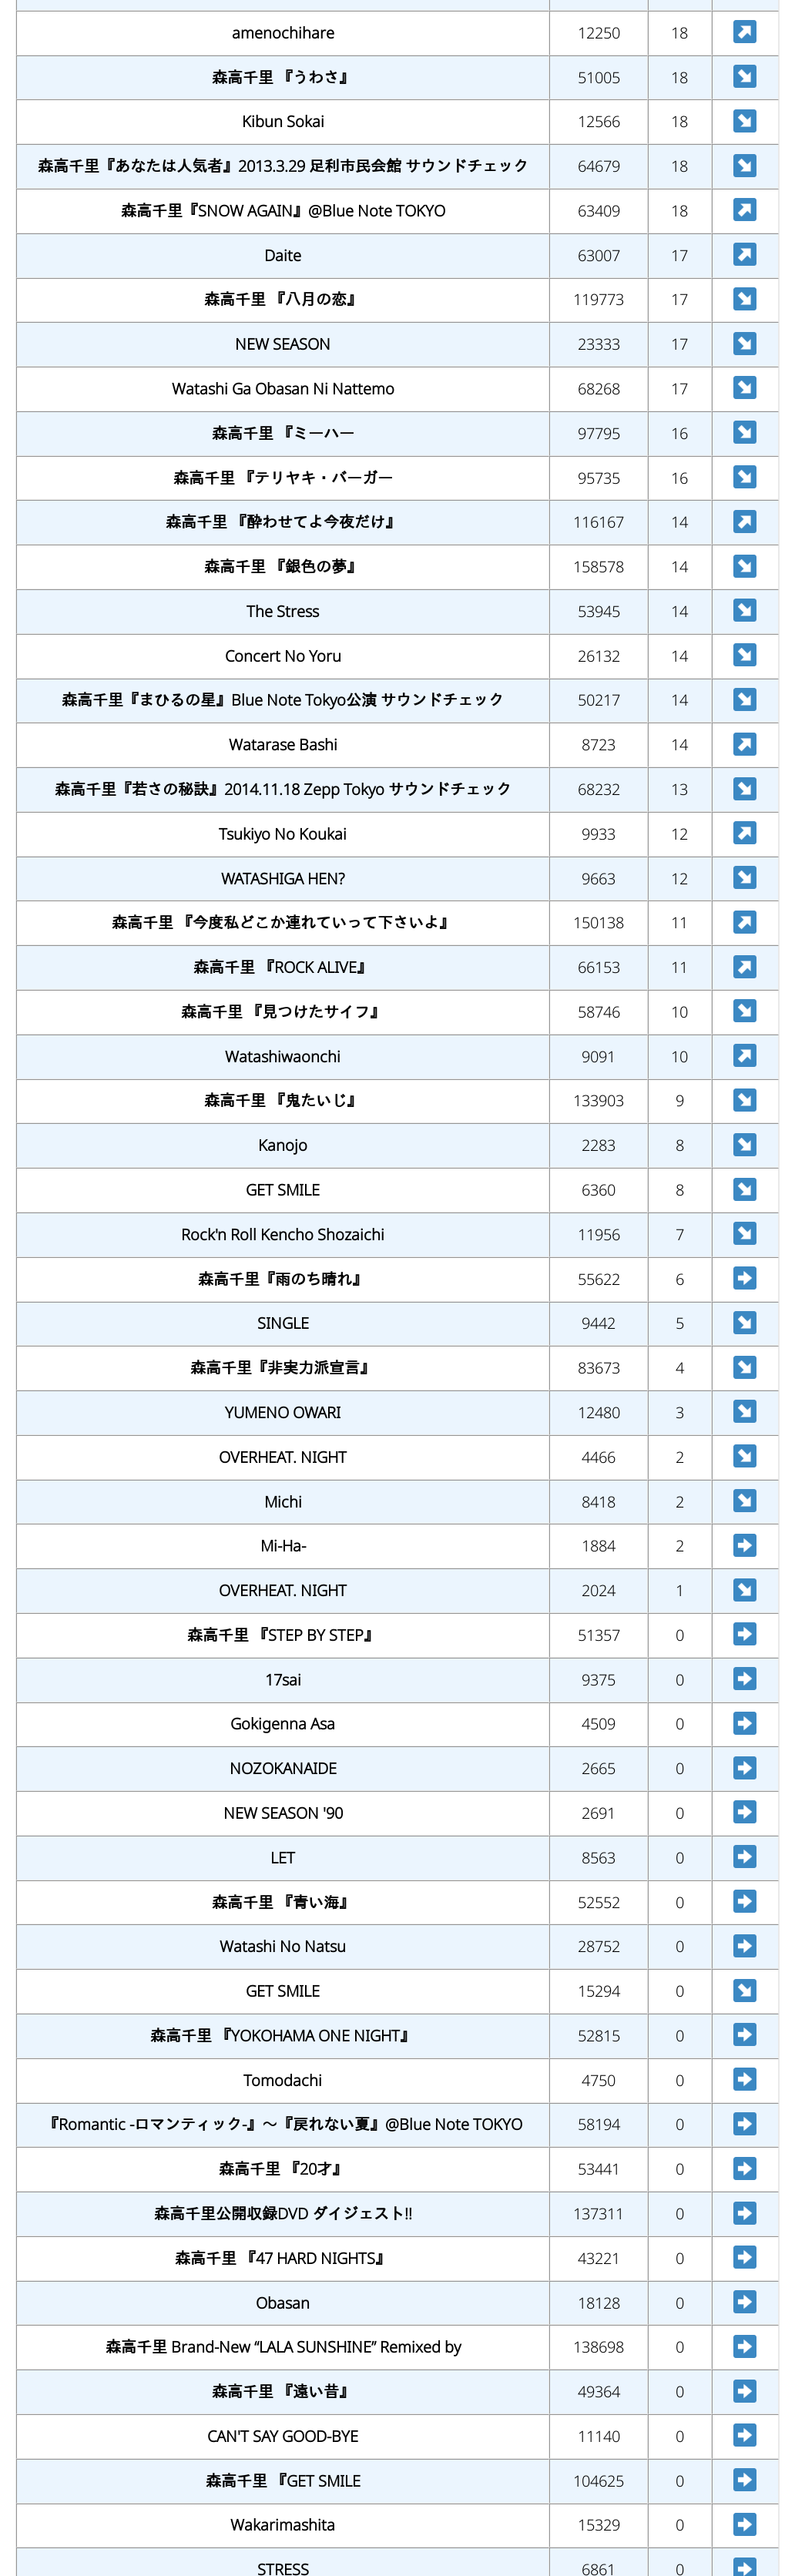 amenochihare 12250 18
森高千里 『うわさ』 51005 18
Kibun Sokai 12566 18
森高千里『あなたは人気者』2013.3.29 足利市民会館 サウンドチェック 64679 18
森高千里『SNOW AGAIN』@Blue Note TOKYO 63409 18
Daite 63007 17
森高千里 『八月の恋』 119773 17
NEW SEASON 23333 17
Watashi Ga Obasan Ni Nattemo 68268 17
森高千里 『ミーハー 97795 16
森高千里 『テリヤキ・バーガー 95735 16
森高千里 『酔わせてよ今夜だけ』 116167 14
森高千里 『銀色の夢』 158578 14
The Stress 53945 14
Concert No Yoru 26132 14
森高千里『まひるの星』Blue Note Tokyo公演 サウンドチェック 50217 14
Watarase Bashi 8723 14
森高千里『若さの秘訣』2014.11.18 Zepp Tokyo サウンドチェック 68232 13
Tsukiyo No Koukai 9933 12
WATASHIGA HEN? 9663 12
森高千里 『今度私どこか連れていって下さいよ』 150138 11
森高千里 『ROCK ALIVE』 66153 11
森高千里 『見つけたサイフ』 58746 10
Watashiwaonchi 9091 10
森高千里 『鬼たいじ』 133903 9
Kanojo 2283 8
GET SMILE 6360 8
Rock'n Roll Kencho Shozaichi 11956 7
森高千里『雨のち晴れ』 55622 6
SINGLE 9442 5
森高千里『非実力派宣言』 83673 4
YUMENO OWARI 12480 3
OVERHEAT. NIGHT 4466 2
Michi 8418 2
Mi-Ha- 1884 2
OVERHEAT. NIGHT 2024 1
森高千里 『STEP BY STEP』 51357 0
17sai 9375 0
Gokigenna Asa 4509 0
NOZOKANAIDE 2665 0
NEW SEASON '90 2691 0
LET 8563 0
森高千里 『青い海』 52552 0
Watashi No Natsu 28752 0
GET SMILE 15294 0
森高千里 『YOKOHAMA ONE NIGHT』 52815 0
Tomodachi 4750 0
『Romantic -ロマンティック-』～『戻れない夏』@Blue Note TOKYO 58194 0
森高千里 『20才』 53441 0
森高千里公開収録DVD ダイジェスト!! 137311 0
森高千里 『47 HARD NIGHTS』 43221 0
Obasan 18128 0
森高千里 Brand-New “LALA SUNSHINE” Remixed by 138698 0
森高千里 『遠い昔』 49364 0
CAN'T SAY GOOD-BYE 11140 0
森高千里 『GET SMILE 104625 0
Wakarimashita 15329 0
STRESS 6861 0